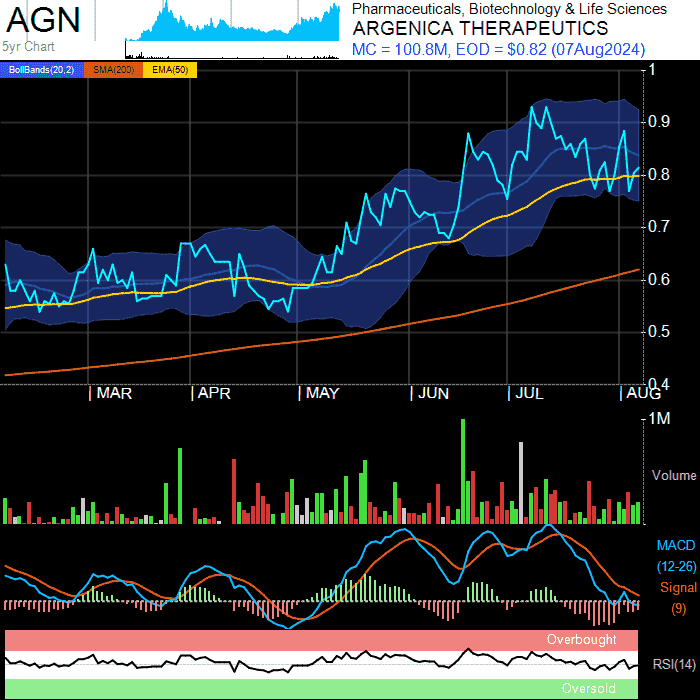 AGN
5yr Chart
Pharmaceuticals, Biotechnology & Life Sciences
ARGENICA THERAPEUTICS
MC = 100.8M, EOD = $0.82 (07Aug2024)
BollBands(20,2) SMA(200) EMA(50)
1
0.9
0.8
0.7
0.6
0.5
0.4
MAR APR MAY JUN JUL AUG
1M
Volume
MACD
(12-26)
Signal
(9)
Overbought
RSI(14)
Oversold